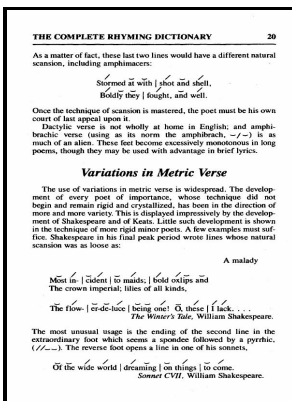 THE COMPLETE RHYMING DICTIONARY 20
As a matter of fact, these last two lines would have a different natural
scansion, including amphimacers:
Stormed at with | shot and shell,
Boldly they | fought, and well.
Once the technique of scansion is mastered, the poet must be his own
court of last appeal upon it.
Dactylic verse is not wholly at home in English; and amphi-
brachic verse (using as its norm the amphibrach, ⏑ / ⏑) is as
much of an alien. These feet become excessively monotonous in long
poems, though they may be used with advantage in brief lyrics.
Variations in Metric Verse
The use of variations in metric verse is widespread. The develop-
ment of every poet of importance, whose technique did not
begin and remain rigid and crystallized, has been in the direction of
more and more variety. This is displayed impressively by the develop-
ment of Shakespeare and of Keats. Little such development is shown
in the technique of more rigid minor poets. A few examples must suf-
fice. Shakespeare in his final peak period wrote lines whose natural
scansion was as loose as:
A malady
Most in- | cident | to maids; | bold oxlips and
The crown imperial; lilies of all kinds,
The flow- | er-de-luce | being one! O, these | I lack. . . .
The Winter's Tale, William Shakespeare.
The most unusual usage is the ending of the second line in the
extraordinary foot which seems a spondee followed by a pyrrhic,
(//⏑⏑). The reverse foot opens a line in one of his sonnets,
Of the wide world | dreaming | on things | to come.
Sonnet CVII, William Shakespeare.